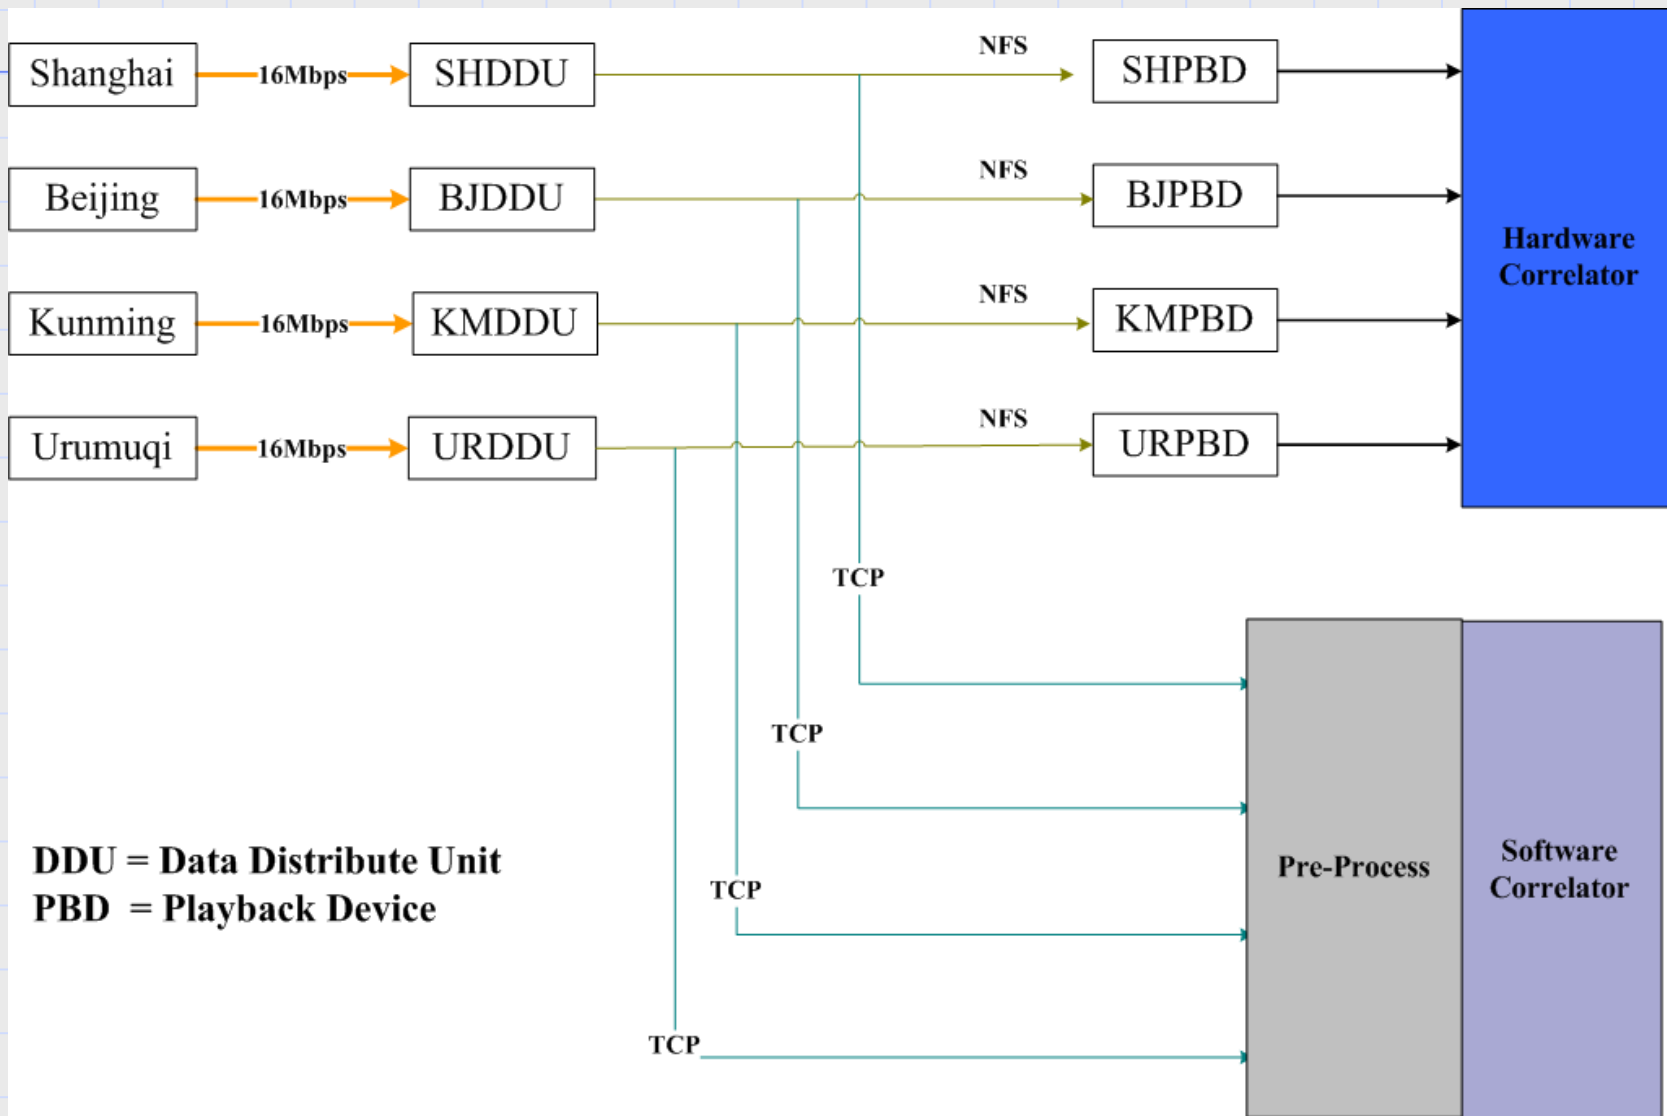 NFS
Shanghai 16Mbps SHDDU SHPBD
NFS
Beijing 16Mbps BJDDU BJPBD
Hardware
Correlator
NFS
Kunming 16Mbps KMDDU KMPBD
NFS
Urumuqi 16Mbps URDDU URPBD
TCP
TCP
TCP
TCP
DDU = Data Distribute Unit
PBD = Playback Device
Pre-Process
Software
Correlator